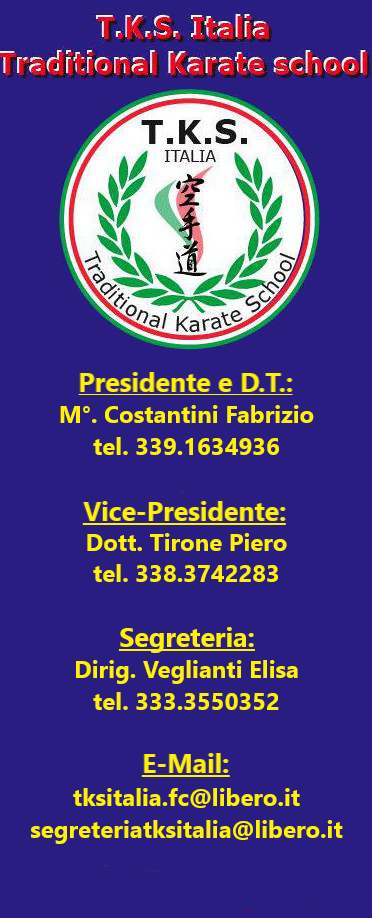 T.K.S. Italia
Traditional Karate school
T.K.S.
ITALIA
空
手
道
Traditional Karate School
Presidente e D.T.:
M°. Costantini Fabrizio
tel. 339.1634936
Vice-Presidente:
Dott. Tirone Piero
tel. 338.3742283
Segreteria:
Dirig. Veglianti Elisa
tel. 333.3550352
E-Mail:
tksitalia.fc@libero.it
segreteriatksitalia@libero.it